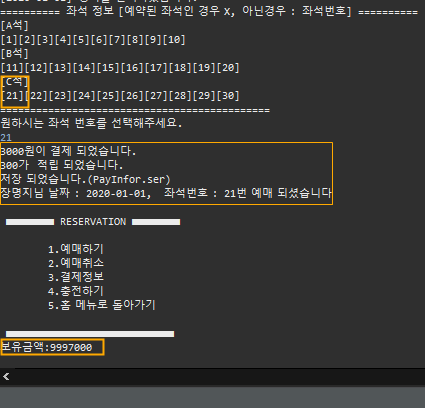 ========== 좌석 정보 [예약된 좌석인 경우 X, 아닌경우 : 좌석번호] ==========
[A석]
[1][2][3][4][5][6][7][8][9][10]
[B석]
[11][12][13][14][15][16][17][18][19][20]
[C석]
[21][22][23][24][25][26][27][28][29][30]
=============================================
원하시는 좌석 번호를 선택해주세요.
21
3000원이 결제 되었습니다.
300가  적립 되었습니다.
저장 되었습니다.(PayInfor.ser)
장명지님 날짜 : 2020-01-01,  좌석번호 : 21번 예매 되셨습니다
RESERVATION
1.예매하기
2.예매취소
3.결제정보
4.충전하기
5.홈 메뉴로 돌아가기
보유금액:9997000